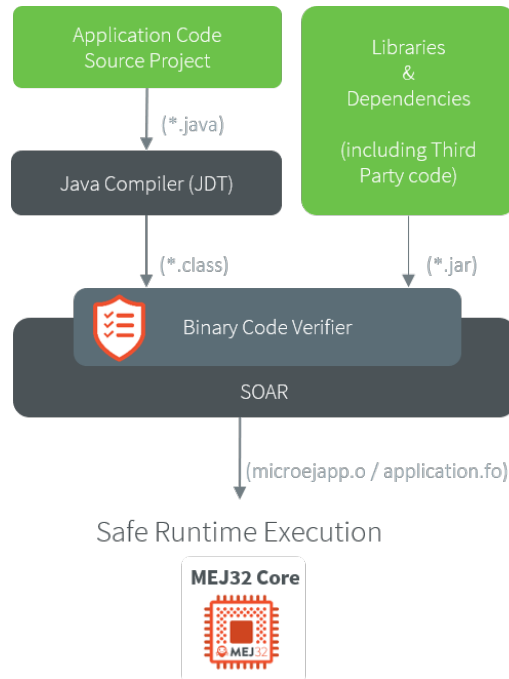 Application Code
Source Project
Libraries
&
Dependencies
(including Third
Party code)
(*.java)
Java Compiler (JDT)
(*.class)
(*.jar)
Binary Code Verifier
SOAR
(microejapp.o / application.fo)
Safe Runtime Execution
MEJ32 Core
MEJ32